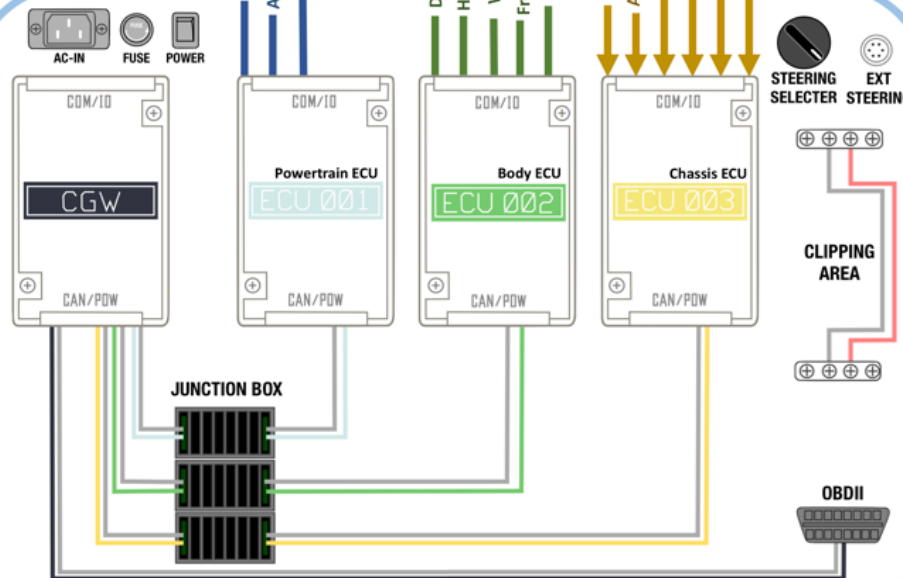 AC-IN
FUSE
POWER
STEERING
SELECTER
EXT
COM/IO
COM/IO
COM/IO
COM/IO
CGW
Powertrain ECU
ECU 001
Body ECU
ECU 002
Chassis ECU
ECU 003
CLIPPING
AREA
CAN/POW
CAN/POW
CAN/POW
CAN/POW
JUNCTION BOX
OBDII